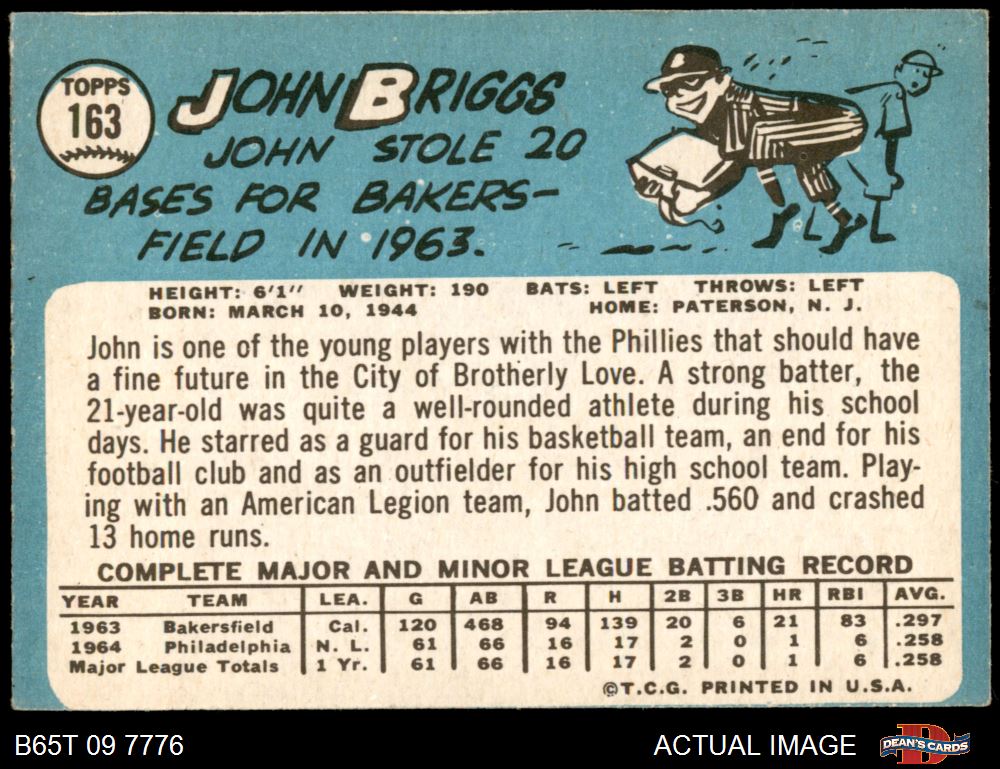 TOPPS
163
JOHN BRIGGS
JOHN STOLE 20
BASES FOR BAKERS-
FIELD IN 1963.
HEIGHT: 6'1" WEIGHT: 190 BATS: LEFT THROWS: LEFT
BORN: MARCH 10, 1944 HOME: PATERSON, N. J.
John is one of the young players with the Phillies that should have
a fine future in the City of Brotherly Love. A strong batter, the
21-year-old was quite a well-rounded athlete during his school
days. He starred as a guard for his basketball team, an end for his
football club and as an outfielder for his high school team. Play-
ing with an American Legion team, John batted .560 and crashed
13 home runs.
COMPLETE MAJOR AND MINOR LEAGUE BATTING RECORD
YEAR TEAM LEA. G AB R H 2B 3B HR RBI AVG.
1963 Bakersfield Cal. 120 468 94 139 20 6 21 83 .297
1964 Philadelphia N. L. 61 66 16 17 2 0 1 6 .258
Major League Totals 1 Yr. 61 66 16 17 2 0 1 6 .258
©T.C.G. PRINTED IN U.S.A.
B65T 09 7776 ACTUAL IMAGE DEAN'S CARDS